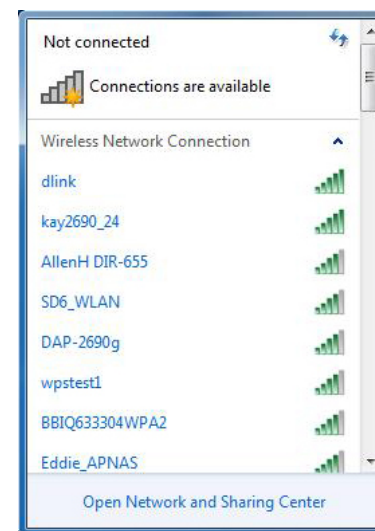 Not connected
Connections are available
Wireless Network Connection
dlink
kay2690_24
AllenH DIR-655
SD6_WLAN
DAP-2690g
wpstest1
BBIQ633304WPA2
Eddie_APNAS
Open Network and Sharing Center